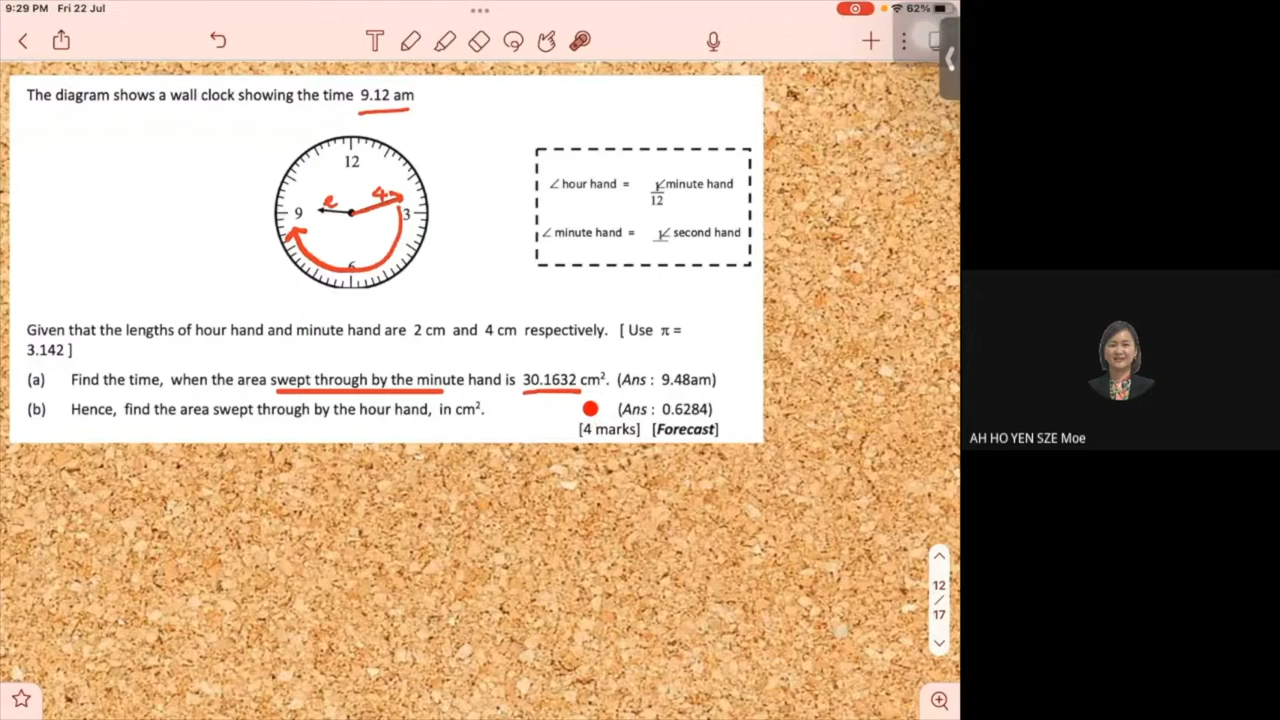 9:29 PM Fri 22 Jul
62%
The diagram shows a wall clock showing the time 9.12 am
12
9
3
6
2
4
∠ hour hand = 1/12 ∠ minute hand
∠ minute hand = ∠ second hand
Given that the lengths of hour hand and minute hand are 2 cm and 4 cm respectively. [ Use π =
3.142 ]
(a) Find the time, when the area swept through by the minute hand is 30.1632 cm². (Ans : 9.48am)
(b) Hence, find the area swept through by the hour hand, in cm². (Ans : 0.6284)
[4 marks] [Forecast]
AH HO YEN SZE Moe
12
/
17